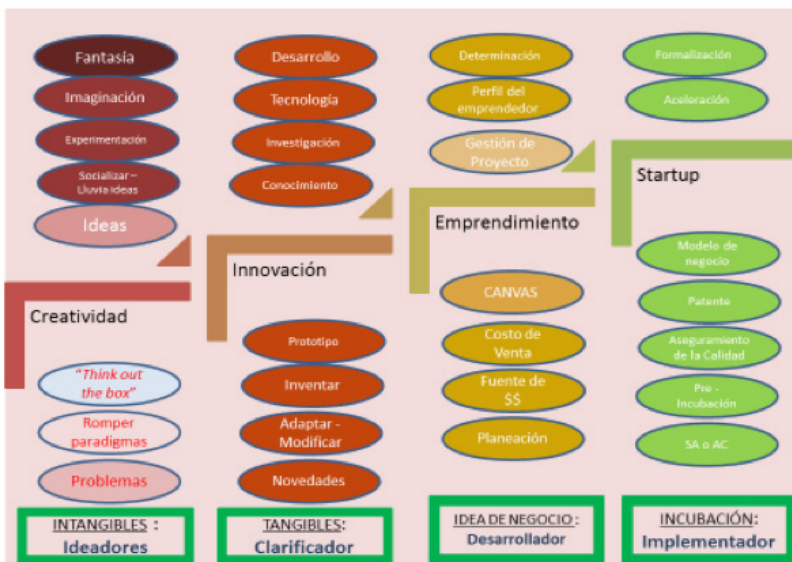 Fantasía
Imaginación
Experimentación
Socializar –
Lluvia ideas
Ideas
Creatividad
"Think out
the box"
Romper
paradigmas
Problemas
INTANGIBLES :
Ideadores
Desarrollo
Tecnología
Investigación
Conocimiento
Innovación
Prototipo
Inventar
Adaptar -
Modificar
Novedades
TANGIBLES:
Clarificador
Determinación
Perfil del
emprendedor
Gestión de
Proyecto
Emprendimiento
CANVAS
Costo de
Venta
Fuente de
$$
Planeación
IDEA DE NEGOCIO :
Desarrollador
Formalización
Aceleración
Startup
Modelo de
negocio
Patente
Aseguramiento
de la Calidad
Pre -
Incubación
SA o AC
INCUBACIÓN:
Implementador